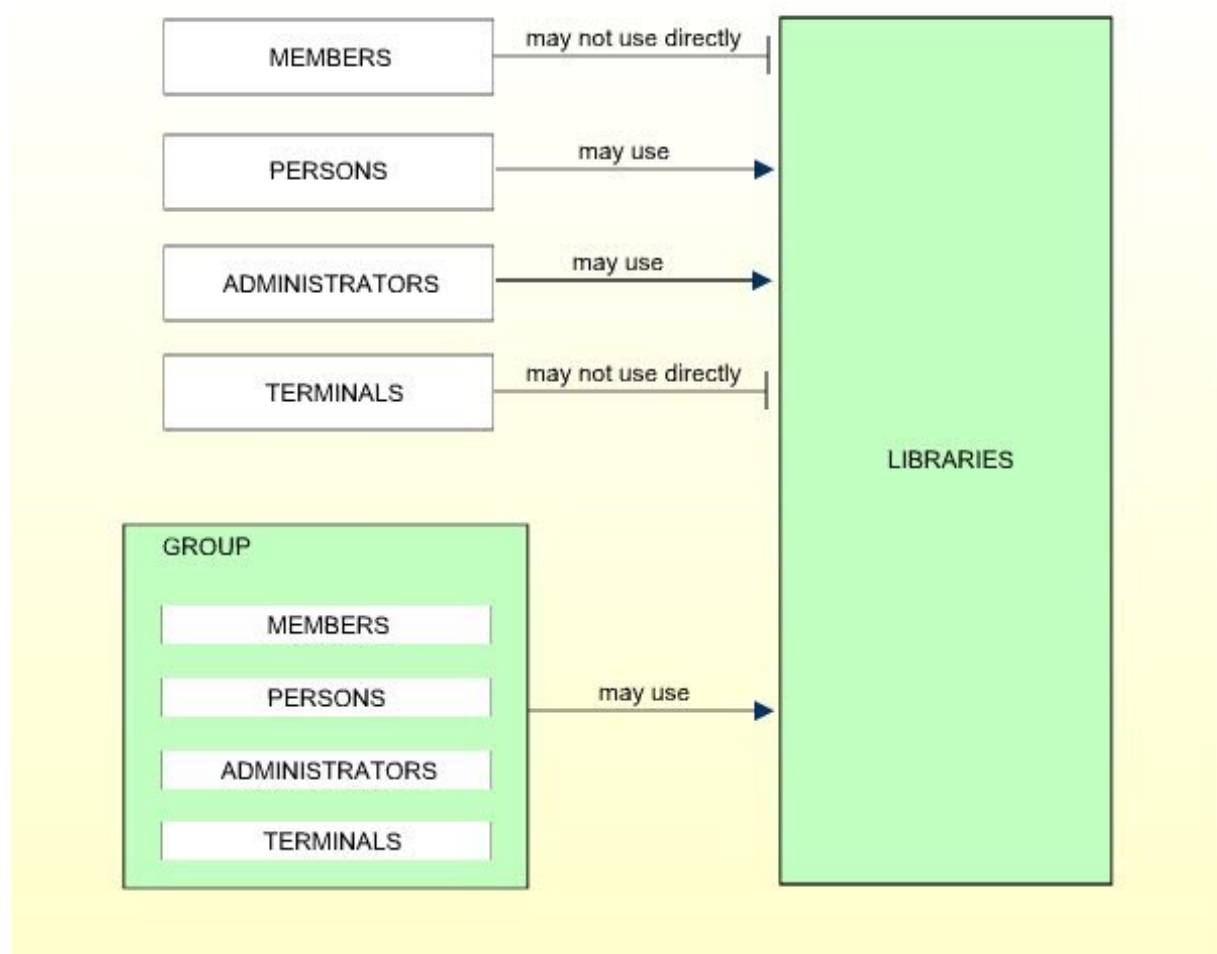 MEMBERS
may not use directly
PERSONS
may use
ADMINISTRATORS
may use
TERMINALS
may not use directly
LIBRARIES
GROUP
MEMBERS
PERSONS
may use
ADMINISTRATORS
TERMINALS